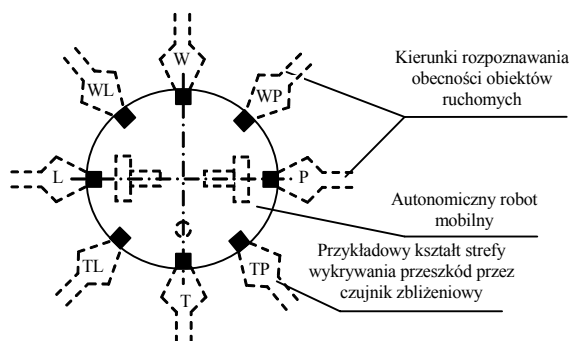 W
WL
WP
L
P
TL
TP
T
Kierunki rozpoznawania
obecności obiektów
ruchomych
Autonomiczny robot
mobilny
Przykładowy kształt strefy
wykrywania przeszkód przez
czujnik zbliżeniowy